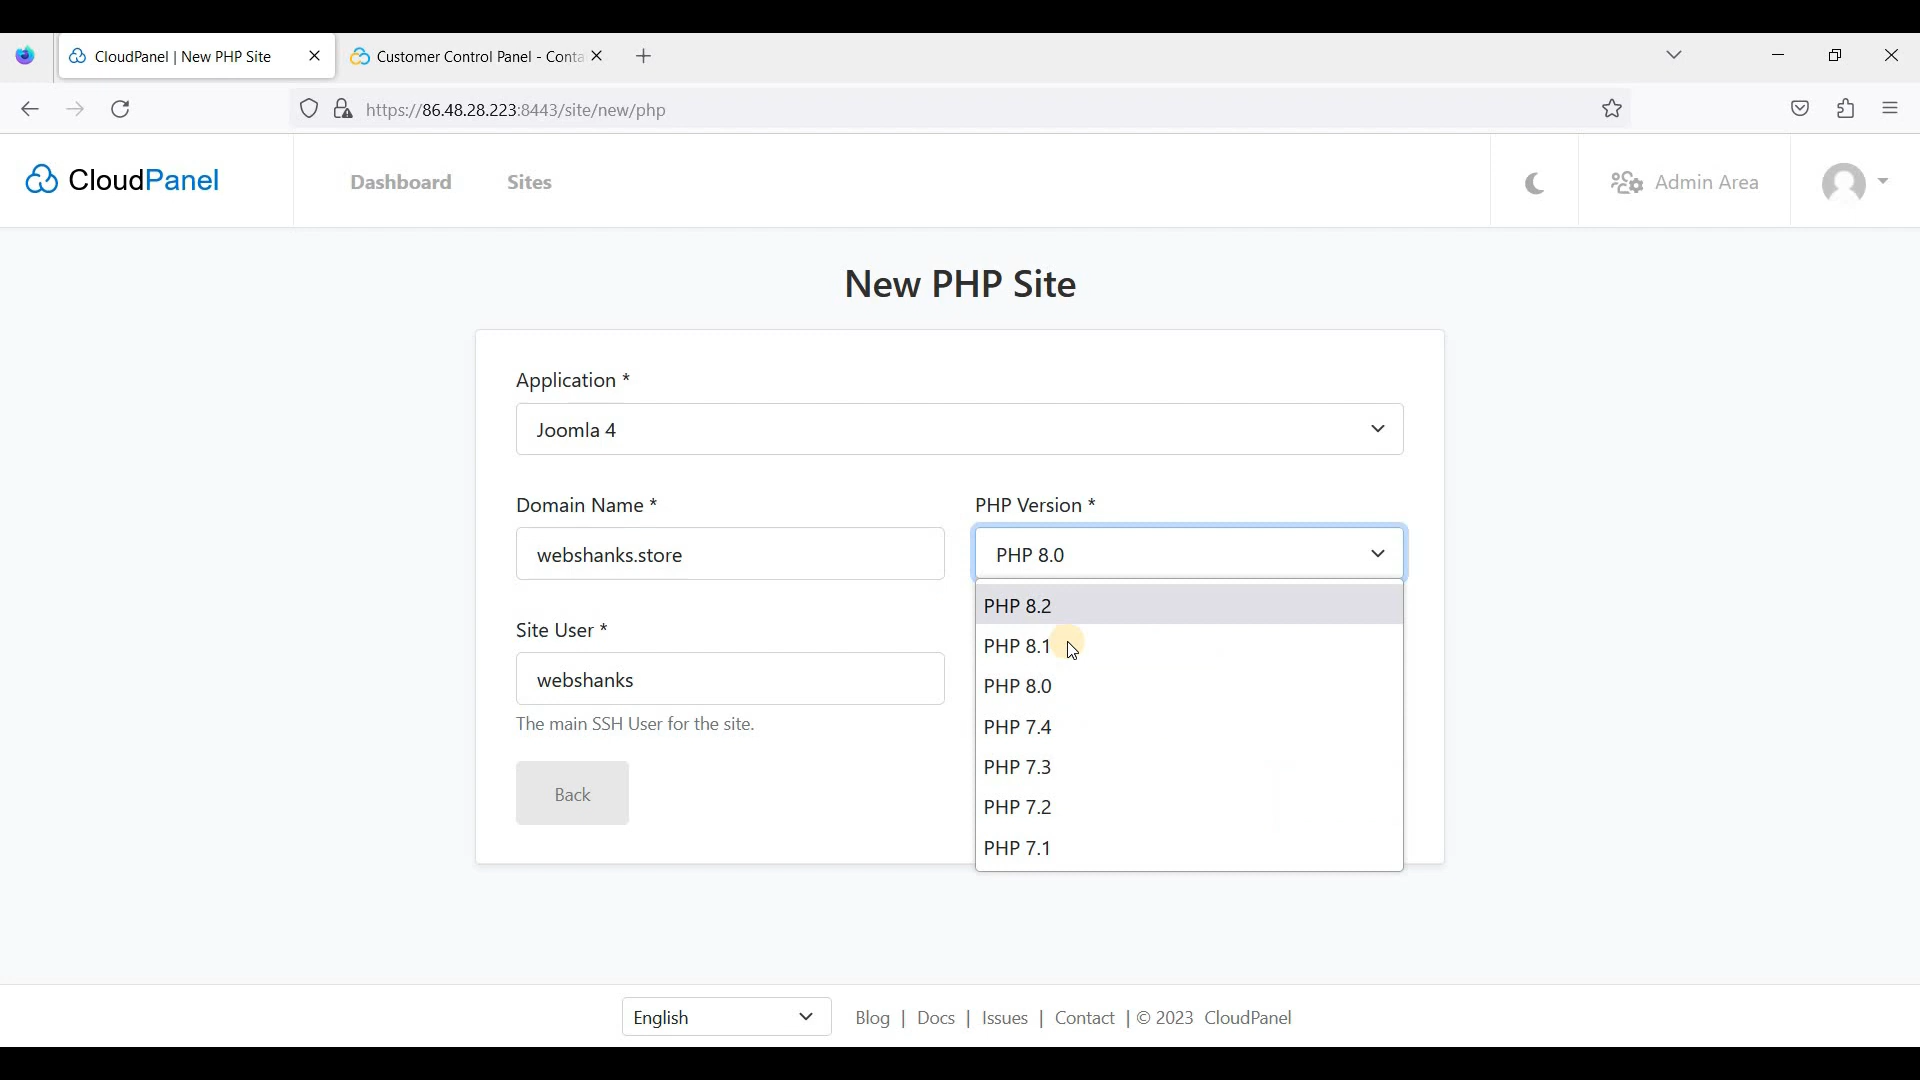 CloudPanel | New PHP Site
Customer Control Panel - Conta
https://86.48.28.223:8443/site/new/php
CloudPanel
Dashboard
Sites
Admin Area
New PHP Site
Application *
Joomla 4
Domain Name *
PHP Version *
webshanks.store
PHP 8.0
PHP 8.2
Site User *
PHP 8.1
webshanks
PHP 8.0
The main SSH User for the site.
PHP 7.4
PHP 7.3
Back
PHP 7.2
PHP 7.1
English
Blog | Docs | Issues | Contact | © 2023 CloudPanel